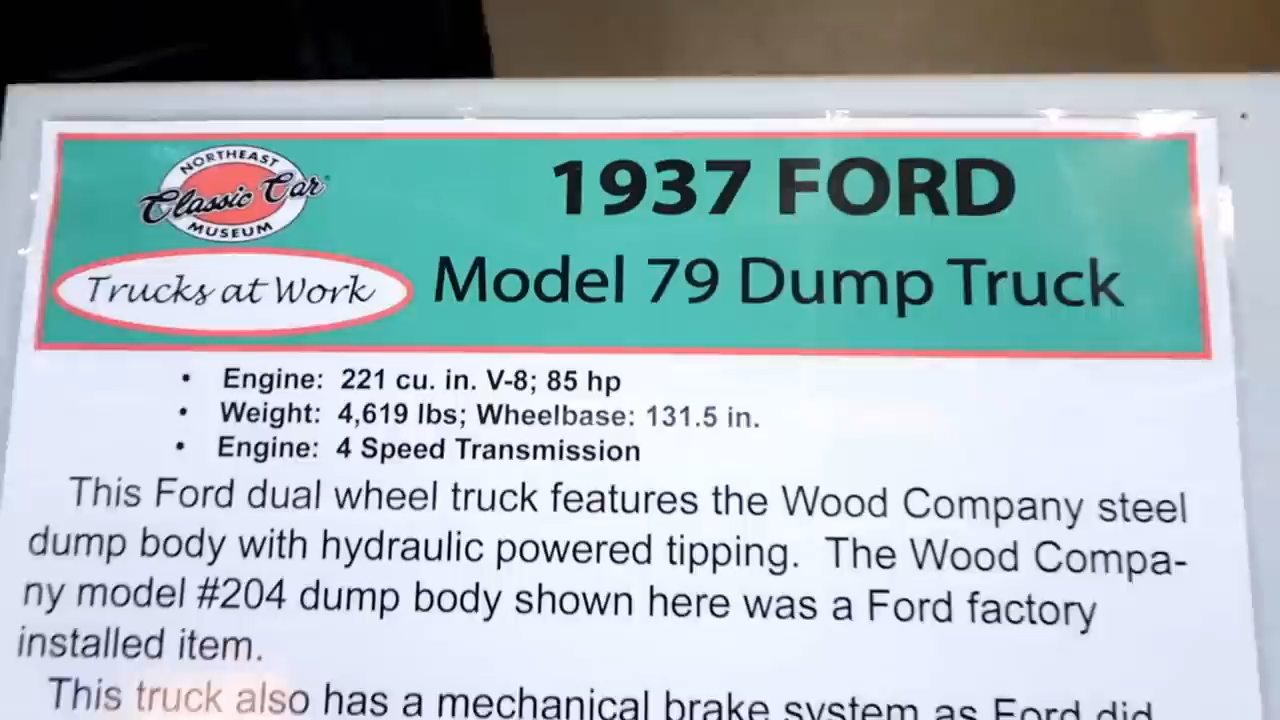 NORTHEAST
Classic Car
MUSEUM
Trucks at Work
1937 FORD
Model 79 Dump Truck
• Engine: 221 cu. in. V-8; 85 hp
• Weight: 4,619 lbs; Wheelbase: 131.5 in.
• Engine: 4 Speed Transmission
This Ford dual wheel truck features the Wood Company steel
dump body with hydraulic powered tipping. The Wood Compa-
ny model #204 dump body shown here was a Ford factory
installed item.
This truck also has a mechanical brake system as Ford did